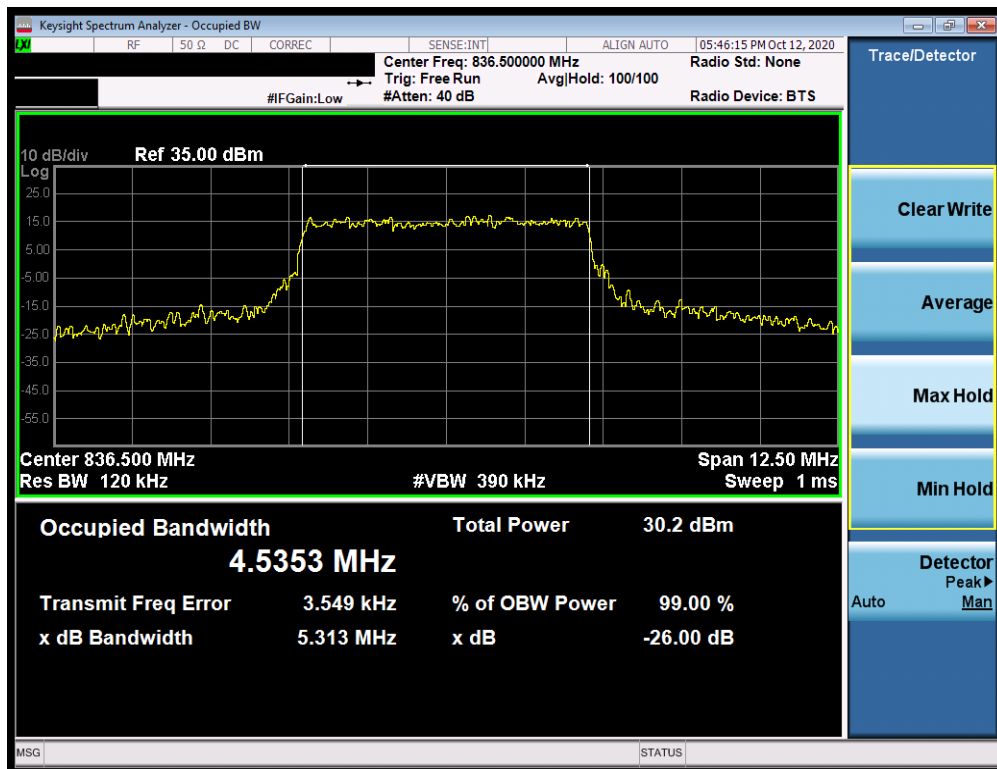 Keysight Spectrum Analyzer - Occupied BW
LXI RF 50 Ω DC CORREC SENSE:INT ALIGN AUTO 05:46:15 PM Oct 12, 2020
Center Freq: 836.500000 MHz Radio Std: None
Trig: Free Run Avg|Hold: 100/100
#IFGain:Low #Atten: 40 dB Radio Device: BTS
Trace/Detector
10 dB/div Ref 35.00 dBm
Log
25.0
15.0
5.00
-5.00
-15.0
-25.0
-35.0
-45.0
-55.0
Center 836.500 MHz Span 12.50 MHz
Res BW 120 kHz #VBW 390 kHz Sweep 1 ms
Occupied Bandwidth Total Power 30.2 dBm
4.5353 MHz
Transmit Freq Error 3.549 kHz % of OBW Power 99.00 %
x dB Bandwidth 5.313 MHz x dB -26.00 dB
Clear Write
Average
Max Hold
Min Hold
Detector
Peak▶
Auto Man
MSG STATUS